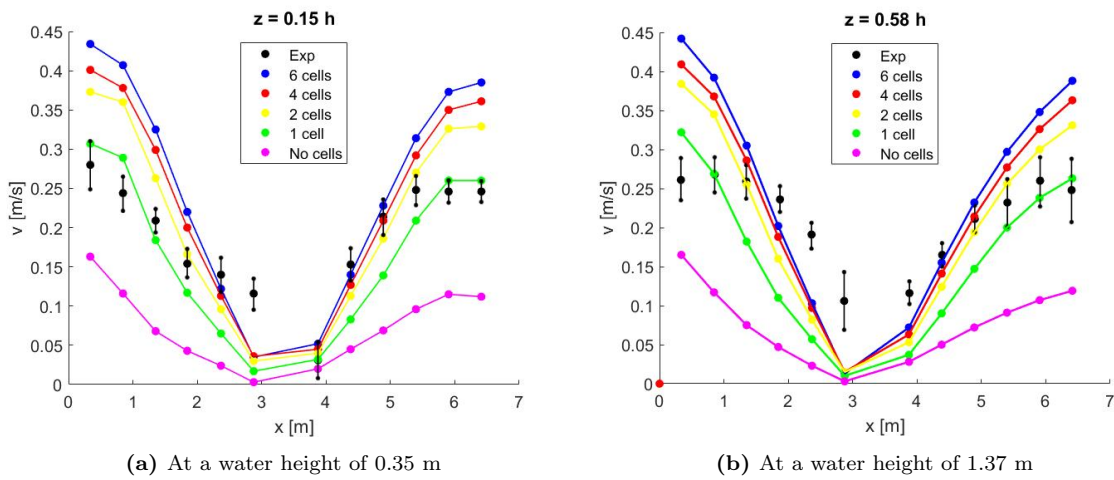 z = 0.15 h
0.45
0.4
0.35
0.3
0.25
0.2
0.15
0.1
0.05
0
v [m/s]
Exp
6 cells
4 cells
2 cells
1 cell
No cells
0 1 2 3 4 5 6 7
x [m]
(a) At a water height of 0.35 m
z = 0.58 h
0.45
0.4
0.35
0.3
0.25
0.2
0.15
0.1
0.05
0
v [m/s]
Exp
6 cells
4 cells
2 cells
1 cell
No cells
0 1 2 3 4 5 6 7
x [m]
(b) At a water height of 1.37 m